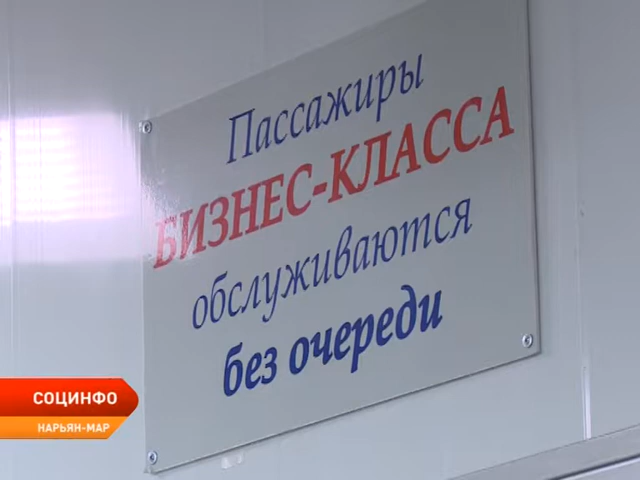 Пассажиры
БИЗНЕС-КЛАССА
обслуживаются
без очереди
СОЦИНФО
НАРЬЯН-МАР